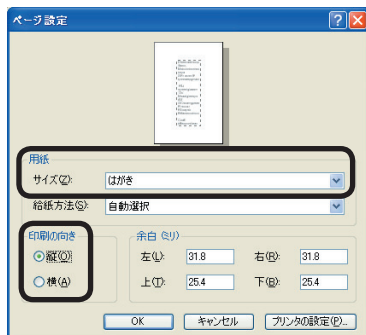 ページ設定
用紙
サイズ(Z): はがき
給紙方法(S): 自動選択
印刷の向き
縦(O)
横(A)
余白 (ミリ)
左(L): 31.8 右(R): 31.8
上(T): 25.4 下(B): 25.4
OK キャンセル プリンタの設定(P)...